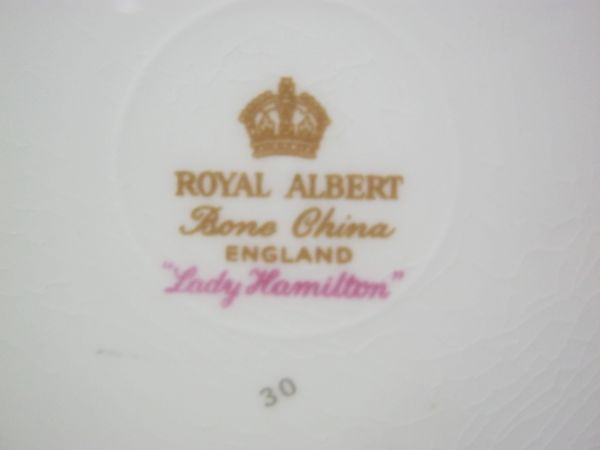 ROYAL ALBERT
Bone China
ENGLAND
"Lady Hamilton"
30